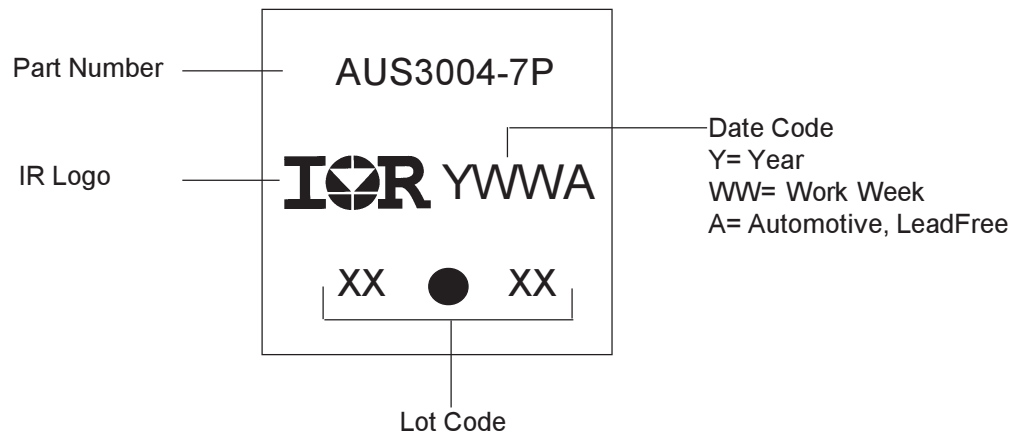 Part Number
AUS3004-7P
IR Logo
IOR YWWA
Date Code
Y= Year
WW= Work Week
A= Automotive, LeadFree
XX XX
Lot Code